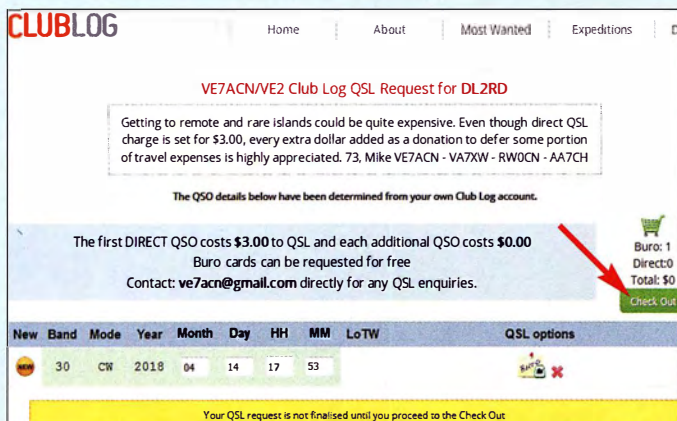 CLUBLOG
Home About Most Wanted Expeditions D
VE7ACN/VE2 Club Log QSL Request for DL2RD
Getting to remote and rare islands could be quite expensive. Even though direct QSL
charge is set for $3.00, every extra dollar added as a donation to defer some portion
of travel expenses is highly appreciated. 73, Mike VE7ACN - VA7XW - RW0CN - AA7CH
The QSO details below have been determined from your own Club Log account.
The first DIRECT QSO costs $3.00 to QSL and each additional QSO costs $0.00
Buro cards can be requested for free
Contact: ve7acn@gmail.com directly for any QSL enquiries.
Buro: 1
Direct:0
Total: $0
Check Out
New Band Mode Year Month Day HH MM LoTW QSL options
NEW 30 CW 2018 04 14 17 53 Buro
Your QSL request is not finalised until you proceed to the Check Out